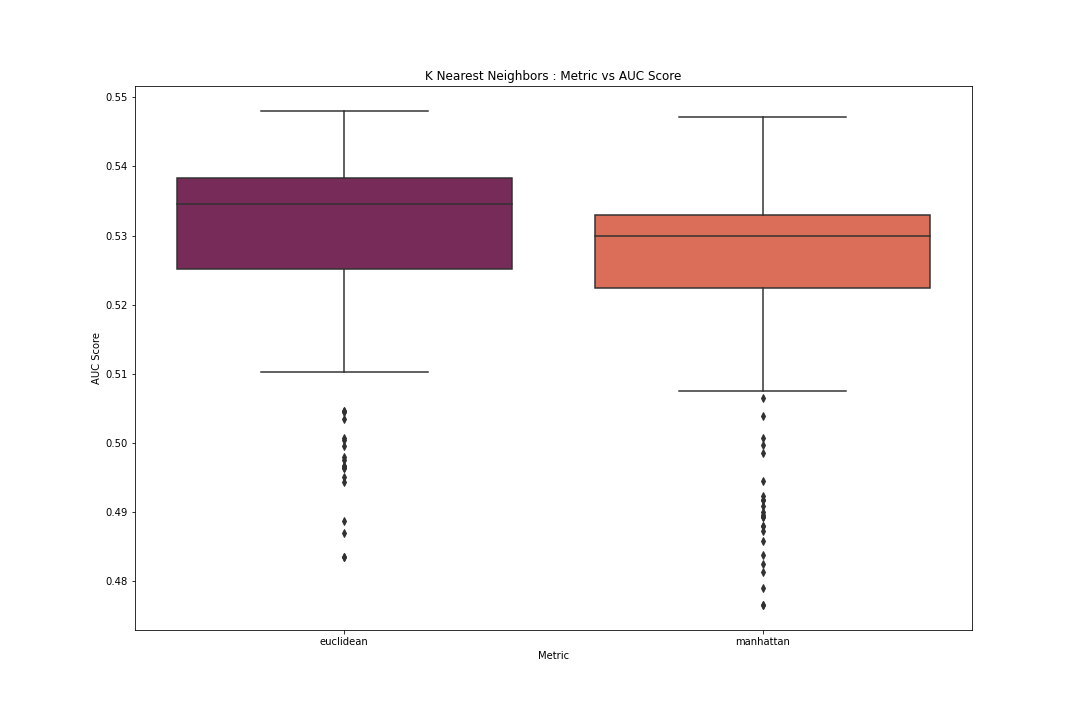 K Nearest Neighbors : Metric vs AUC Score
AUC Score
0.55
0.54
0.53
0.52
0.51
0.50
0.49
0.48
euclidean
manhattan
Metric